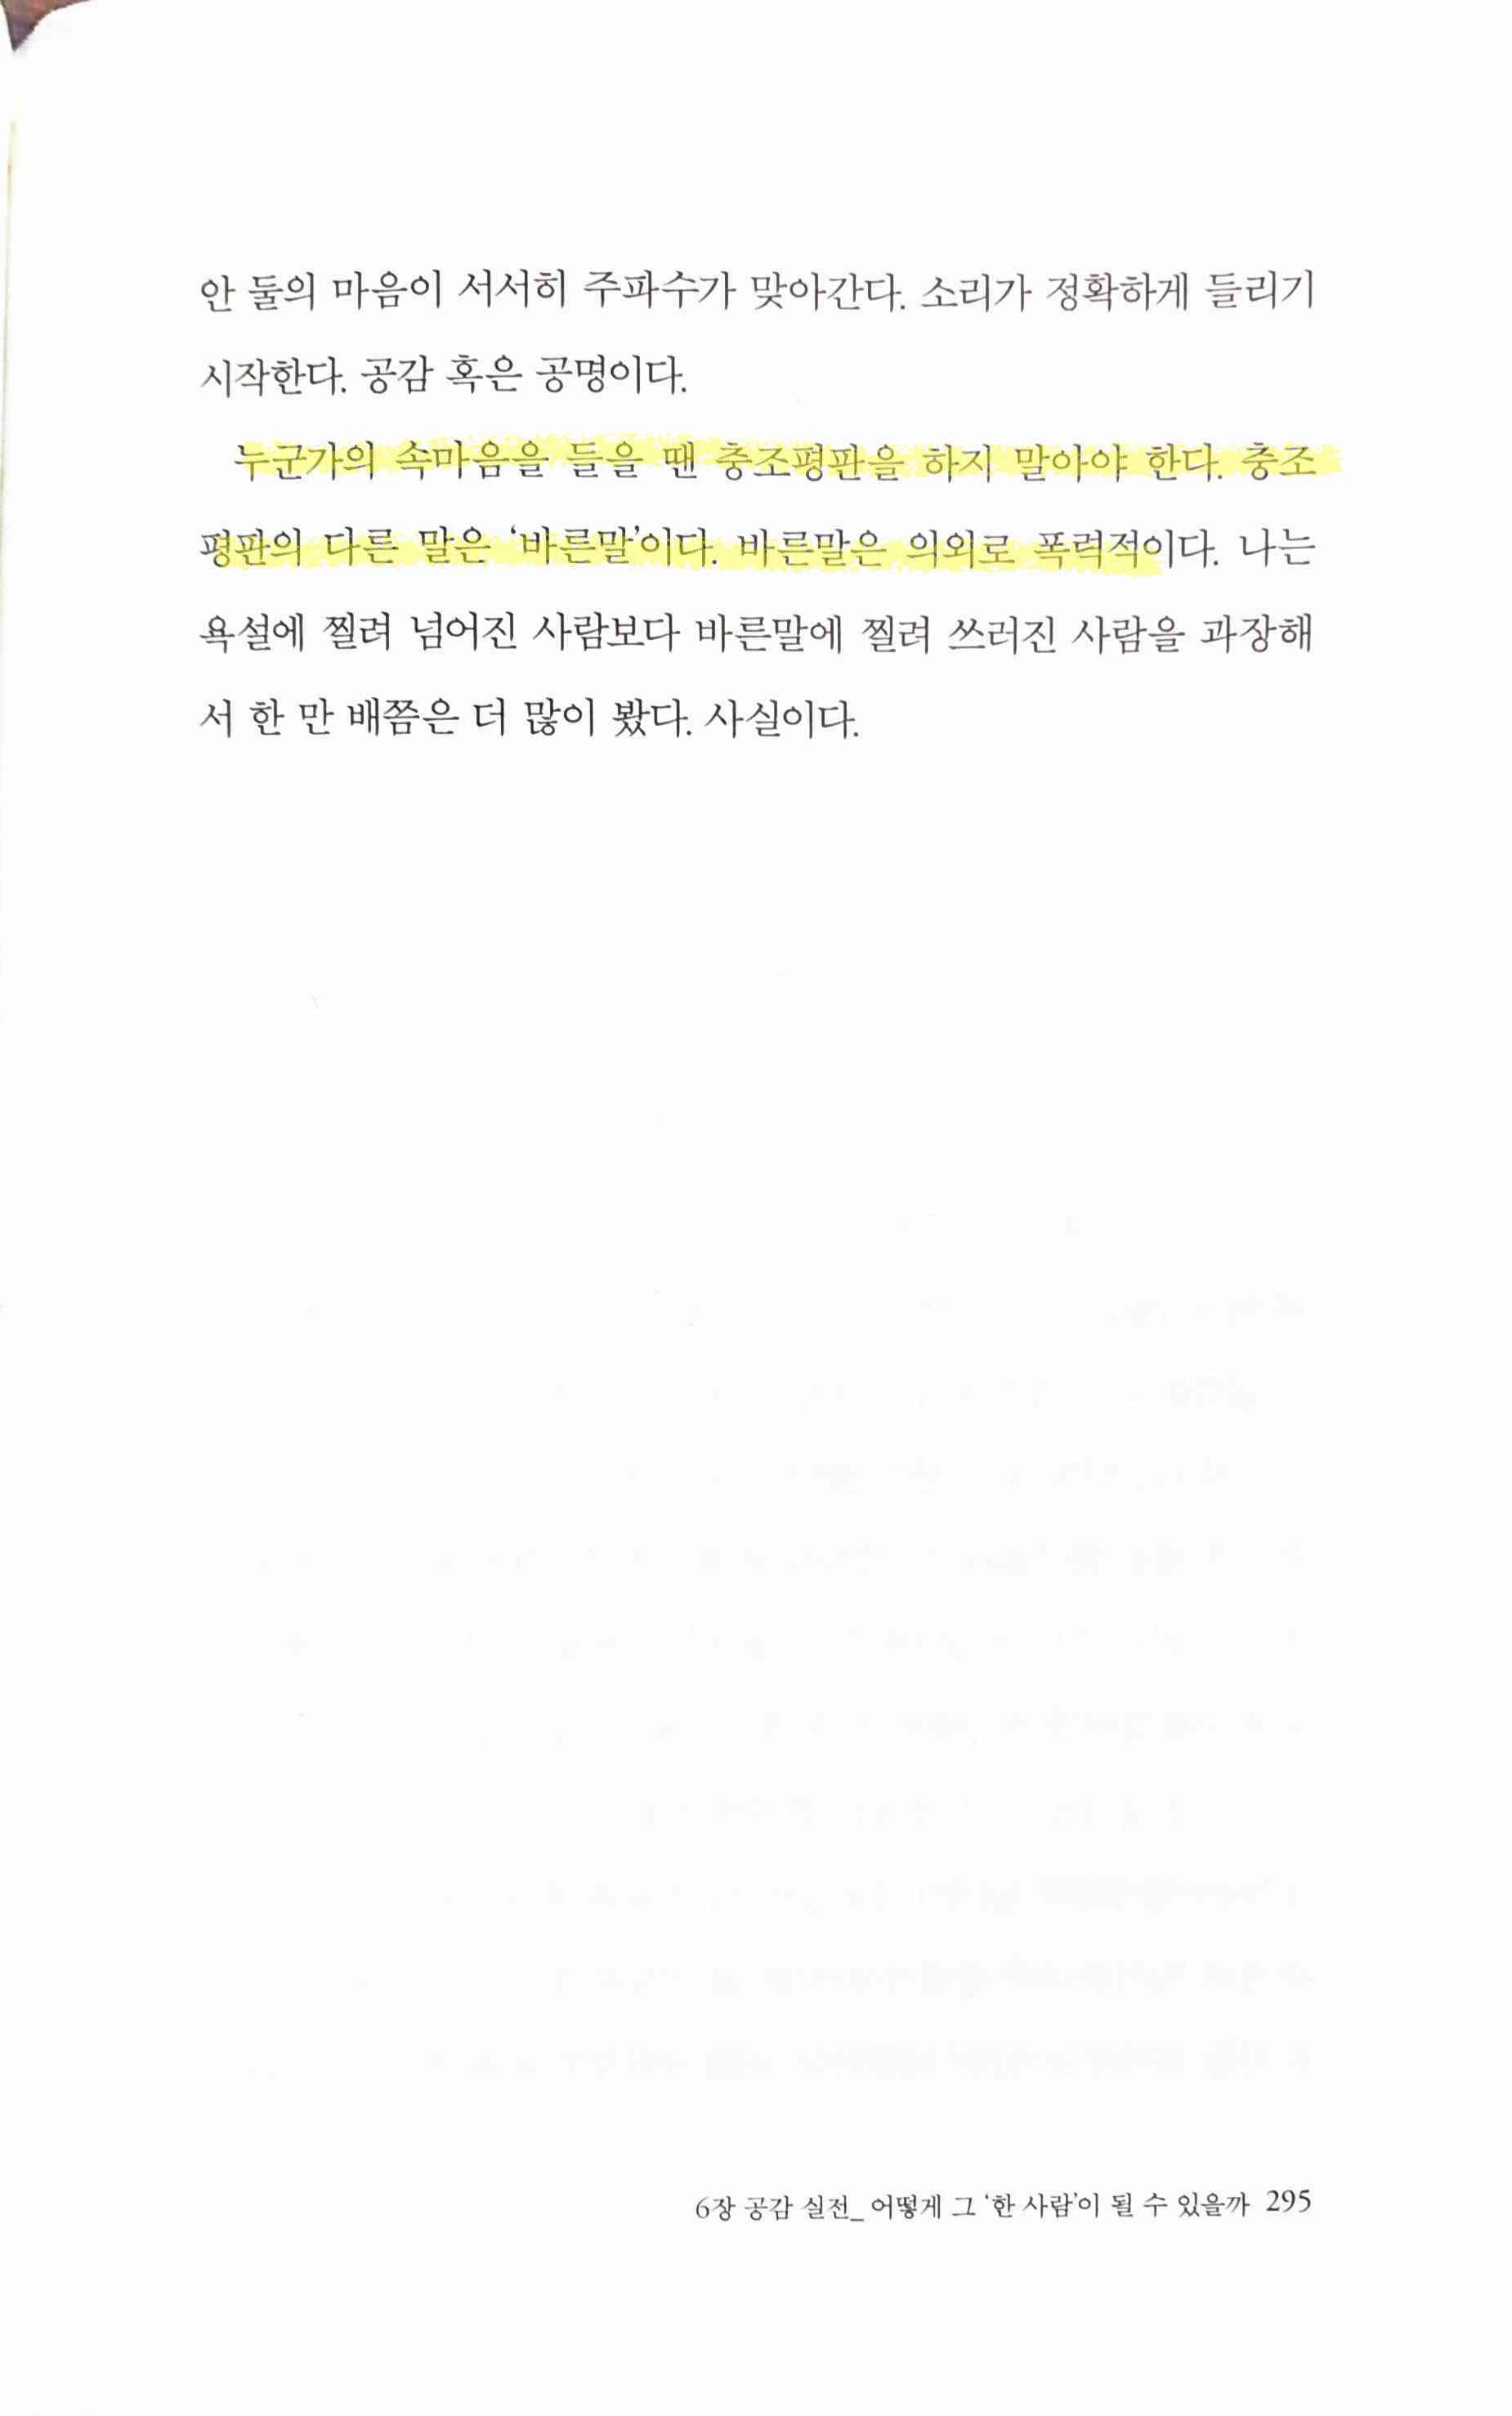 안 둘의 마음이 서서히 주파수가 맞아간다. 소리가 정확하게 들리기
시작한다. 공감 혹은 공명이다.
누군가의 속마음을 들을 땐 충조평판을 하지 말아야 한다. 충조
평판의 다른 말은 ‘바른말’이다. 바른말은 의외로 폭력적이다. 나는
욕설에 찔려 넘어진 사람보다 바른말에 찔려 쓰러진 사람을 과장해
서 한 만 배쯤은 더 많이 봤다. 사실이다.
6장 공감 실전_ 어떻게 그 ‘한 사람’이 될 수 있을까 295